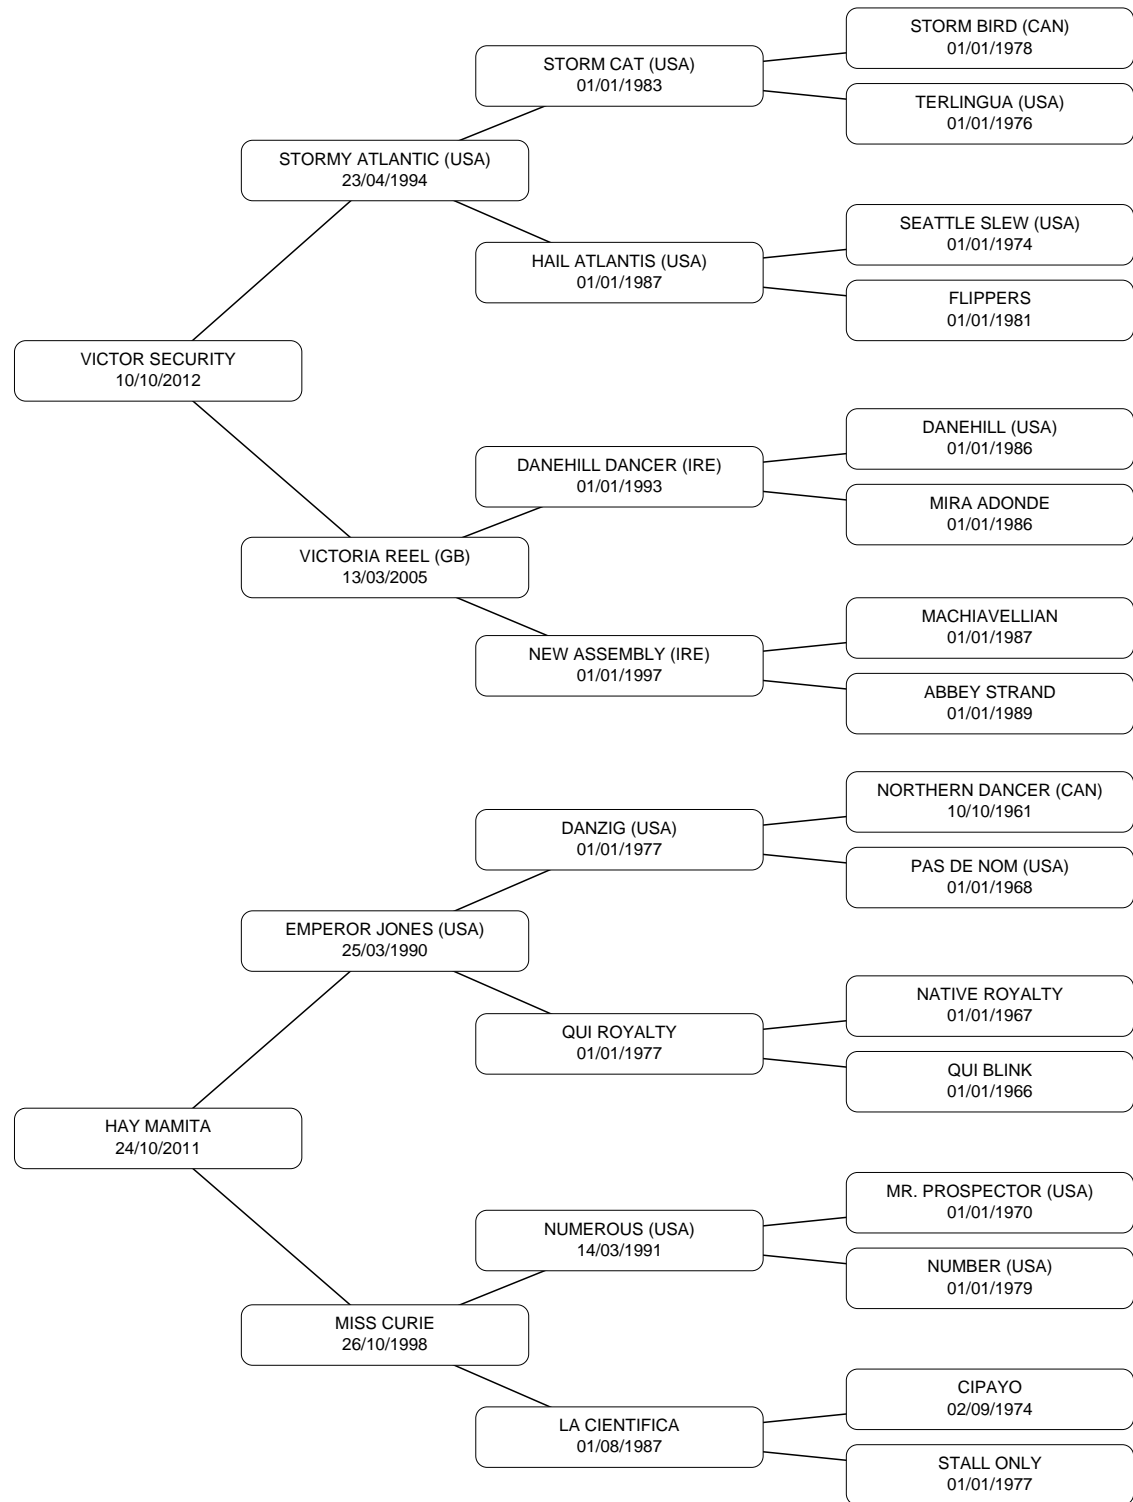 STORM BIRD (CAN)
01/01/1978
STORM CAT (USA)
01/01/1983
TERLINGUA (USA)
01/01/1976
STORMY ATLANTIC (USA)
23/04/1994
SEATTLE SLEW (USA)
01/01/1974
HAIL ATLANTIS (USA)
01/01/1987
FLIPPERS
01/01/1981
VICTOR SECURITY
10/10/2012
DANEHILL (USA)
01/01/1986
DANEHILL DANCER (IRE)
01/01/1993
MIRA ADONDE
01/01/1986
VICTORIA REEL (GB)
13/03/2005
MACHIAVELLIAN
01/01/1987
NEW ASSEMBLY (IRE)
01/01/1997
ABBEY STRAND
01/01/1989
NORTHERN DANCER (CAN)
10/10/1961
DANZIG (USA)
01/01/1977
PAS DE NOM (USA)
01/01/1968
EMPEROR JONES (USA)
25/03/1990
NATIVE ROYALTY
01/01/1967
QUI ROYALTY
01/01/1977
QUI BLINK
01/01/1966
HAY MAMITA
24/10/2011
MR. PROSPECTOR (USA)
01/01/1970
NUMEROUS (USA)
14/03/1991
NUMBER (USA)
01/01/1979
MISS CURIE
26/10/1998
CIPAYO
02/09/1974
LA CIENTIFICA
01/08/1987
STALL ONLY
01/01/1977